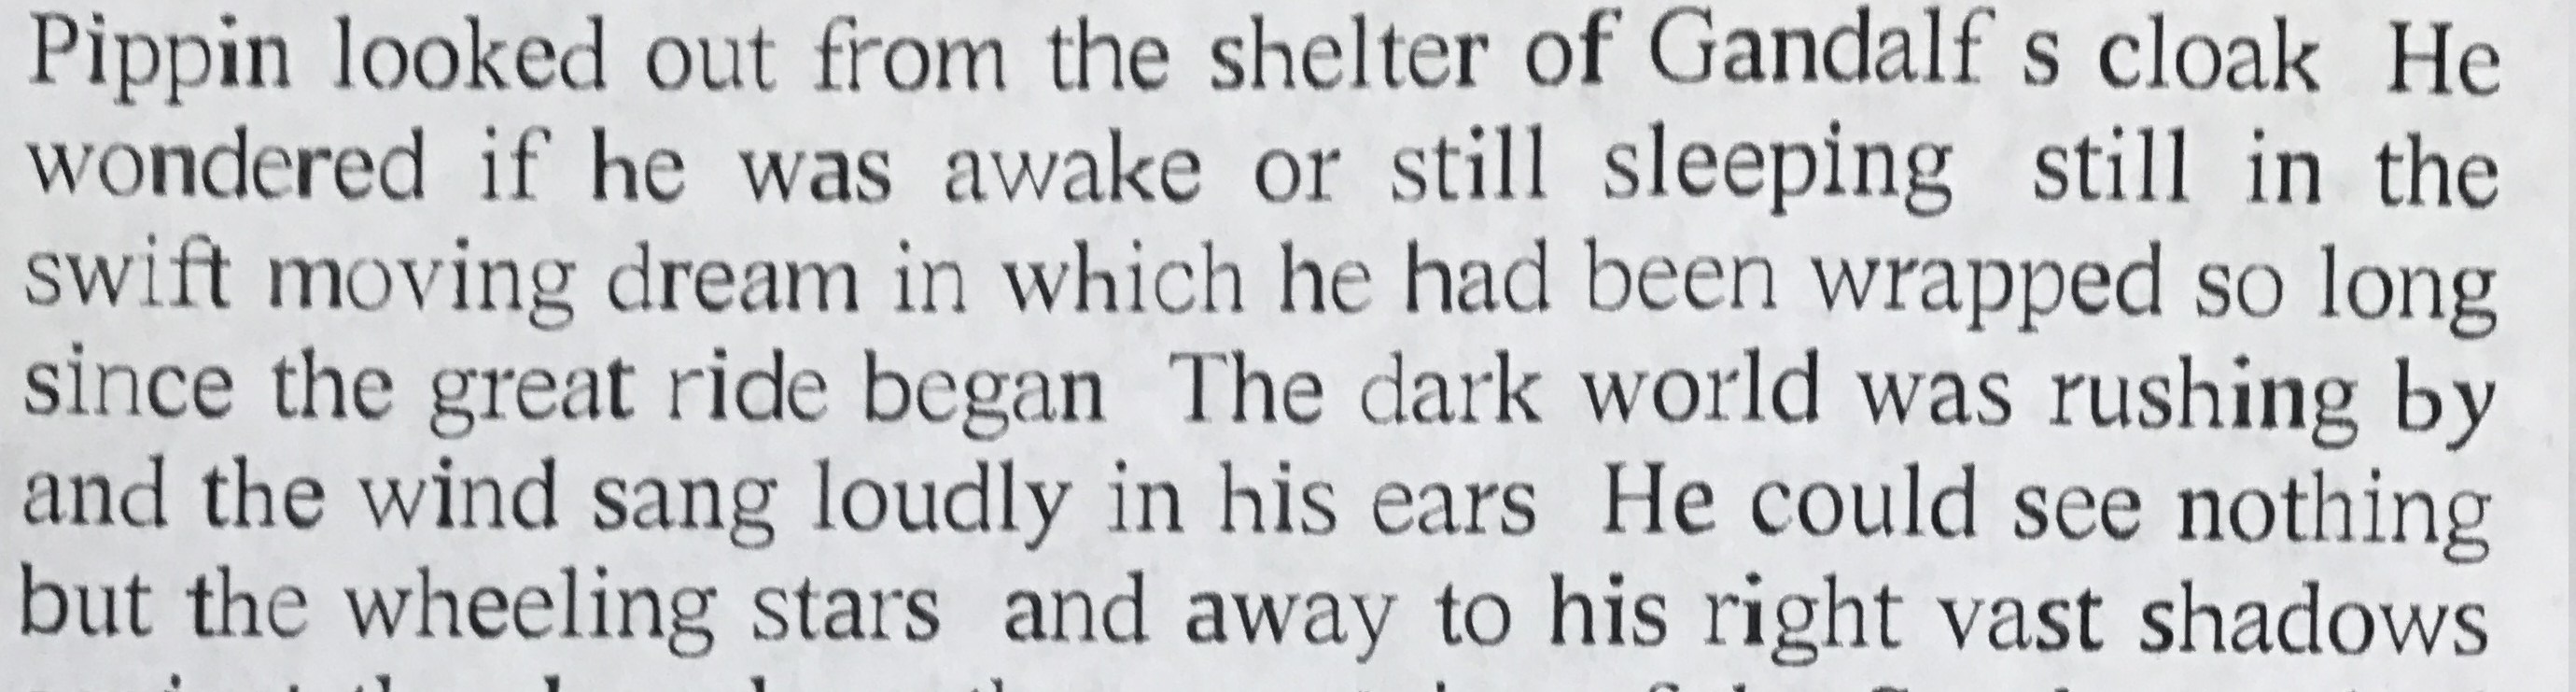 Pippin looked out from the shelter of Gandalf s cloak He
wondered if he was awake or still sleeping still in the
swift moving dream in which he had been wrapped so long
since the great ride began The dark world was rushing by
and the wind sang loudly in his ears He could see nothing
but the wheeling stars and away to his right vast shadows